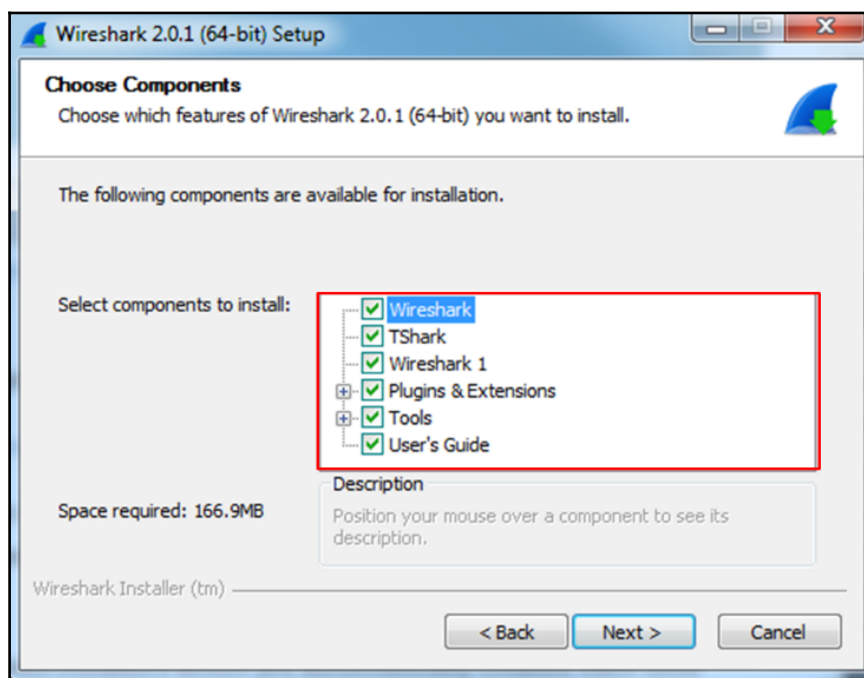 Wireshark 2.0.1 (64-bit) Setup
Choose Components
Choose which features of Wireshark 2.0.1 (64-bit) you want to install.
The following components are available for installation.
Select components to install:
Wireshark
TShark
Wireshark 1
Plugins & Extensions
Tools
User's Guide
Space required: 166.9MB
Description
Position your mouse over a component to see its
description.
Wireshark Installer (tm)
< Back
Next >
Cancel